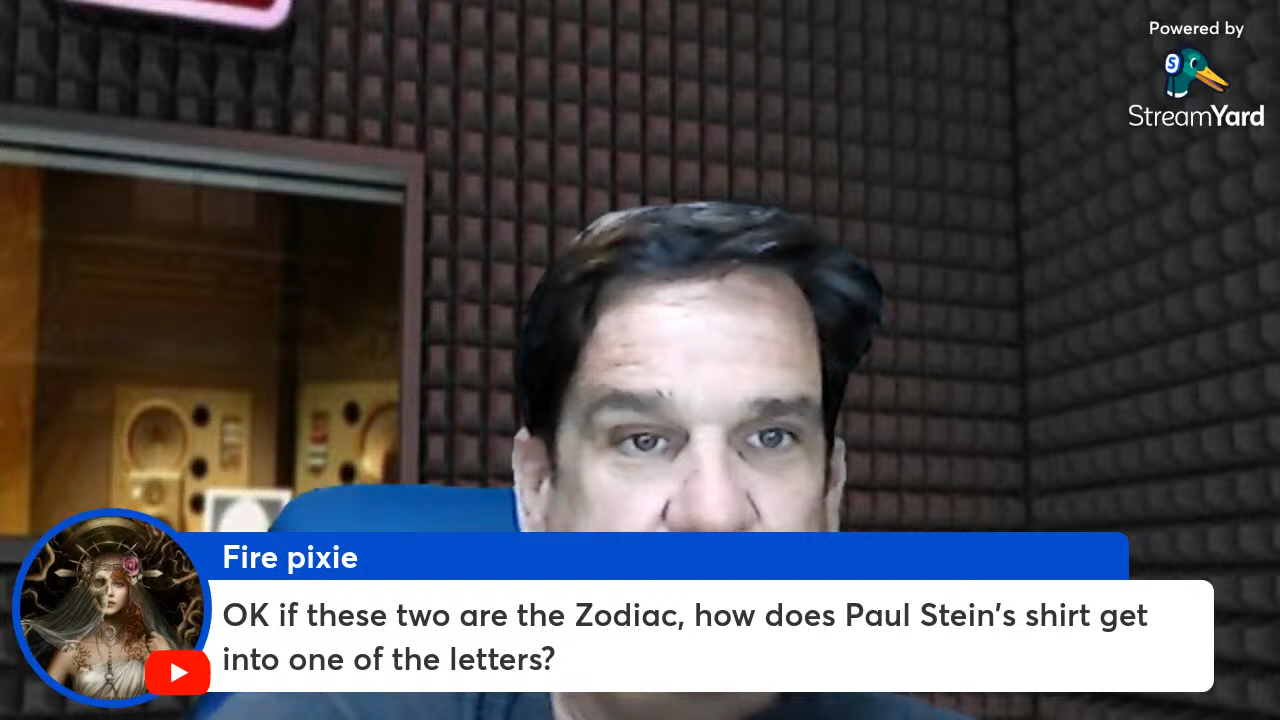 Powered by
StreamYard
Fire pixie
OK if these two are the Zodiac, how does Paul Stein's shirt get
into one of the letters?